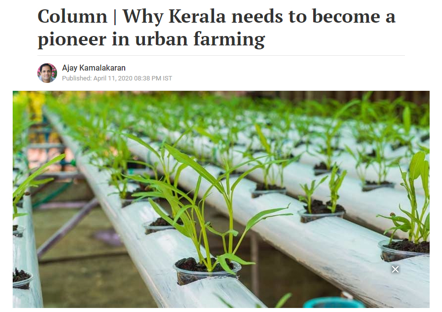 Column | Why Kerala needs to become a
pioneer in urban farming
Ajay Kamalakaran
Published: April 11, 2020 08:38 PM IST